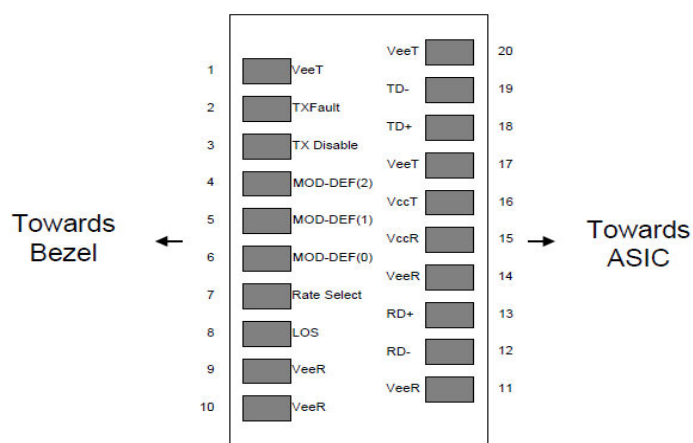 1 VeeT
2 TXFault
3 TX Disable
4 MOD-DEF(2)
5 MOD-DEF(1)
6 MOD-DEF(0)
7 Rate Select
8 LOS
9 VeeR
10 VeeR
VeeT 20
TD- 19
TD+ 18
VeeT 17
VccT 16
VccR 15
VeeR 14
RD+ 13
RD- 12
VeeR 11
Towards
Bezel
Towards
ASIC